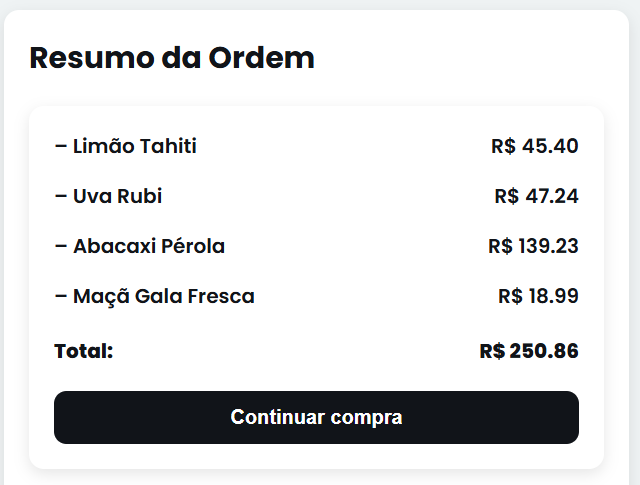 Resumo da Ordem
– Limão Tahiti R$ 45.40
– Uva Rubi R$ 47.24
– Abacaxi Pérola R$ 139.23
– Maçã Gala Fresca R$ 18.99
Total: R$ 250.86
Continuar compra